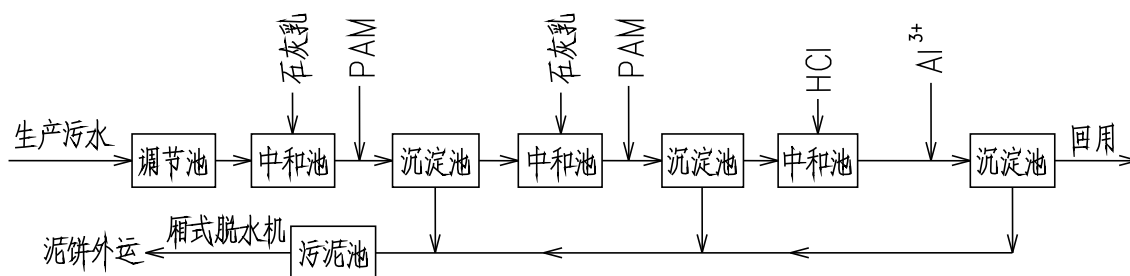 石灰乳
PAM
石灰乳
PAM
HCl
Al³⁺
生产污水
调节池
中和池
沉淀池
中和池
沉淀池
中和池
沉淀池
回用
泥饼外运
厢式脱水机
污泥池